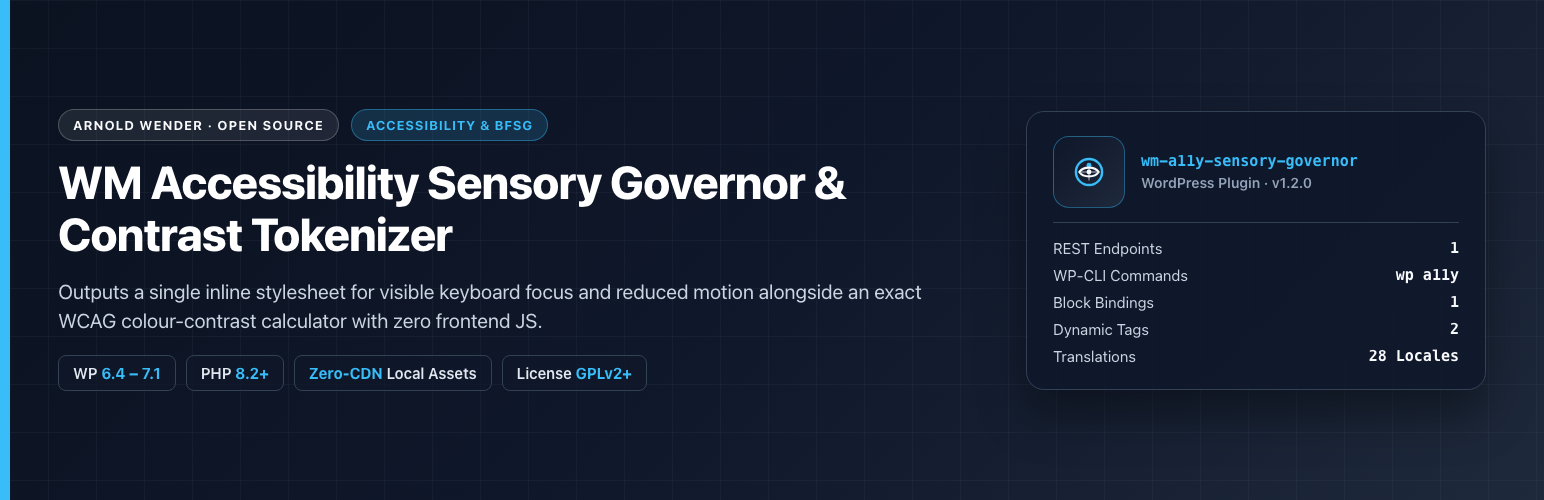 ARNOLD WENDER · OPEN SOURCE
ACCESSIBILITY & BFSG
WM Accessibility Sensory Governor &
Contrast Tokenizer
Outputs a single inline stylesheet for visible keyboard focus and reduced motion alongside an exact
WCAG colour-contrast calculator with zero frontend JS.
WP 6.4 – 7.1
PHP 8.2+
Zero-CDN Local Assets
License GPLv2+
wm-a11y-sensory-governor
WordPress Plugin · v1.2.0
REST Endpoints 1
WP-CLI Commands wp a11y
Block Bindings 1
Dynamic Tags 2
Translations 28 Locales